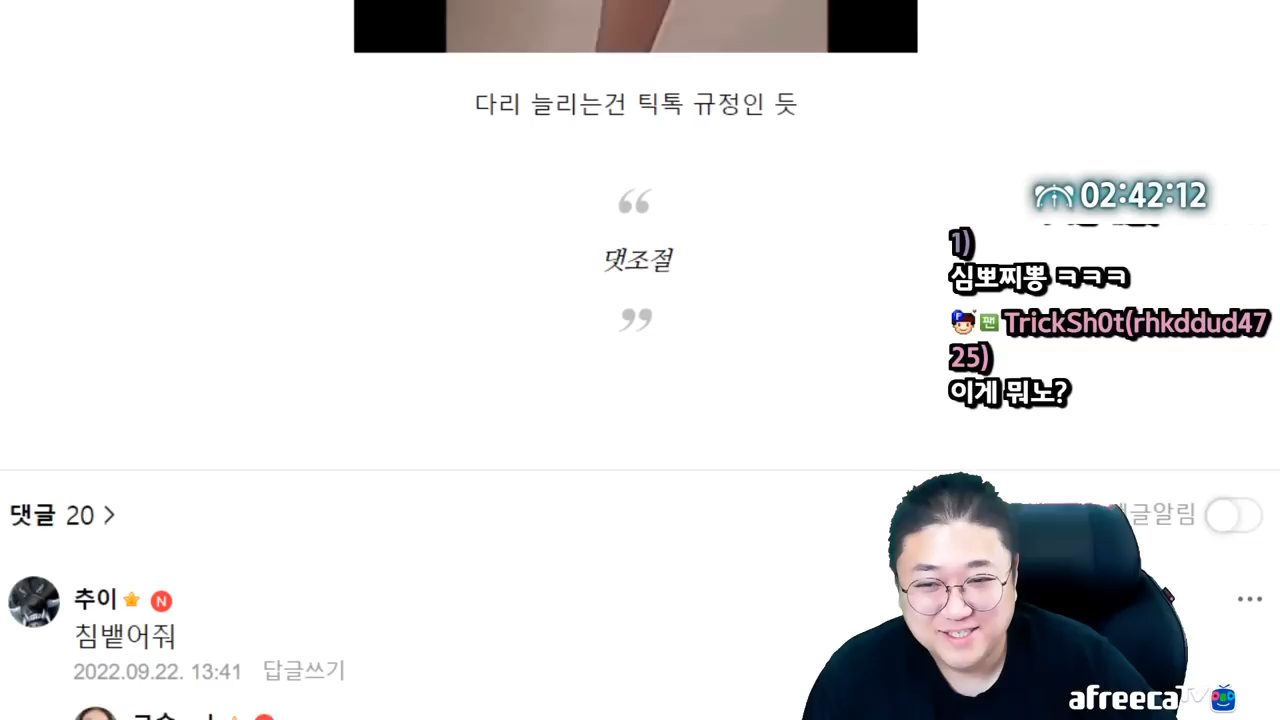 다리 늘리는건 틱톡 규정인 듯
“
댓조절
”
02:42:12
1)
심뽀찌뽕 ㅋㅋㅋ
F 팬 TrickSh0t(rhkddud47
25)
이게 뭐노?
댓글 20 >
댓글알림
추이 N
침뱉어줘
2022.09.22. 13:41 답글쓰기
afreecaTV